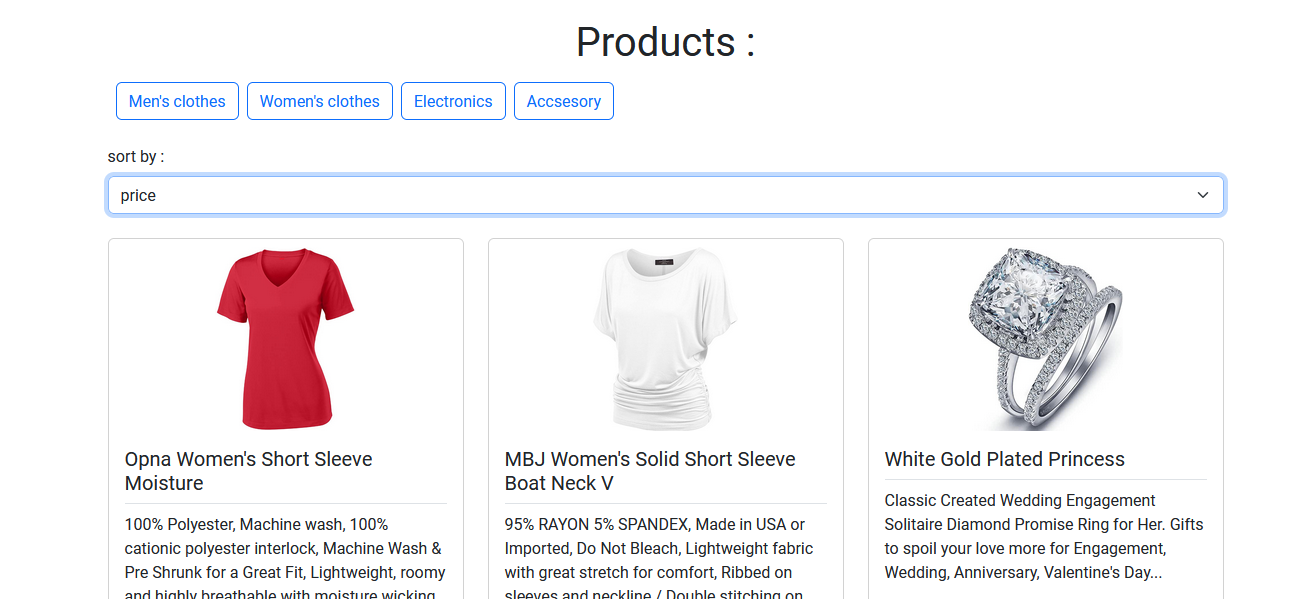 Products :
Men's clothes
Women's clothes
Electronics
Accsesory
sort by :
price
Opna Women's Short Sleeve
Moisture
100% Polyester, Machine wash, 100%
cationic polyester interlock, Machine Wash &
Pre Shrunk for a Great Fit, Lightweight, roomy
and highly breathable with moisture wicking
MBJ Women's Solid Short Sleeve
Boat Neck V
95% RAYON 5% SPANDEX, Made in USA or
Imported, Do Not Bleach, Lightweight fabric
with great stretch for comfort, Ribbed on
sleeves and neckline / Double stitching on
White Gold Plated Princess
Classic Created Wedding Engagement
Solitaire Diamond Promise Ring for Her. Gifts
to spoil your love more for Engagement,
Wedding, Anniversary, Valentine's Day...